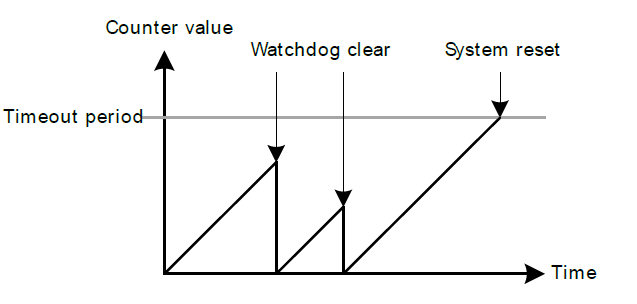 Counter value
Watchdog clear
System reset
Timeout period
Time